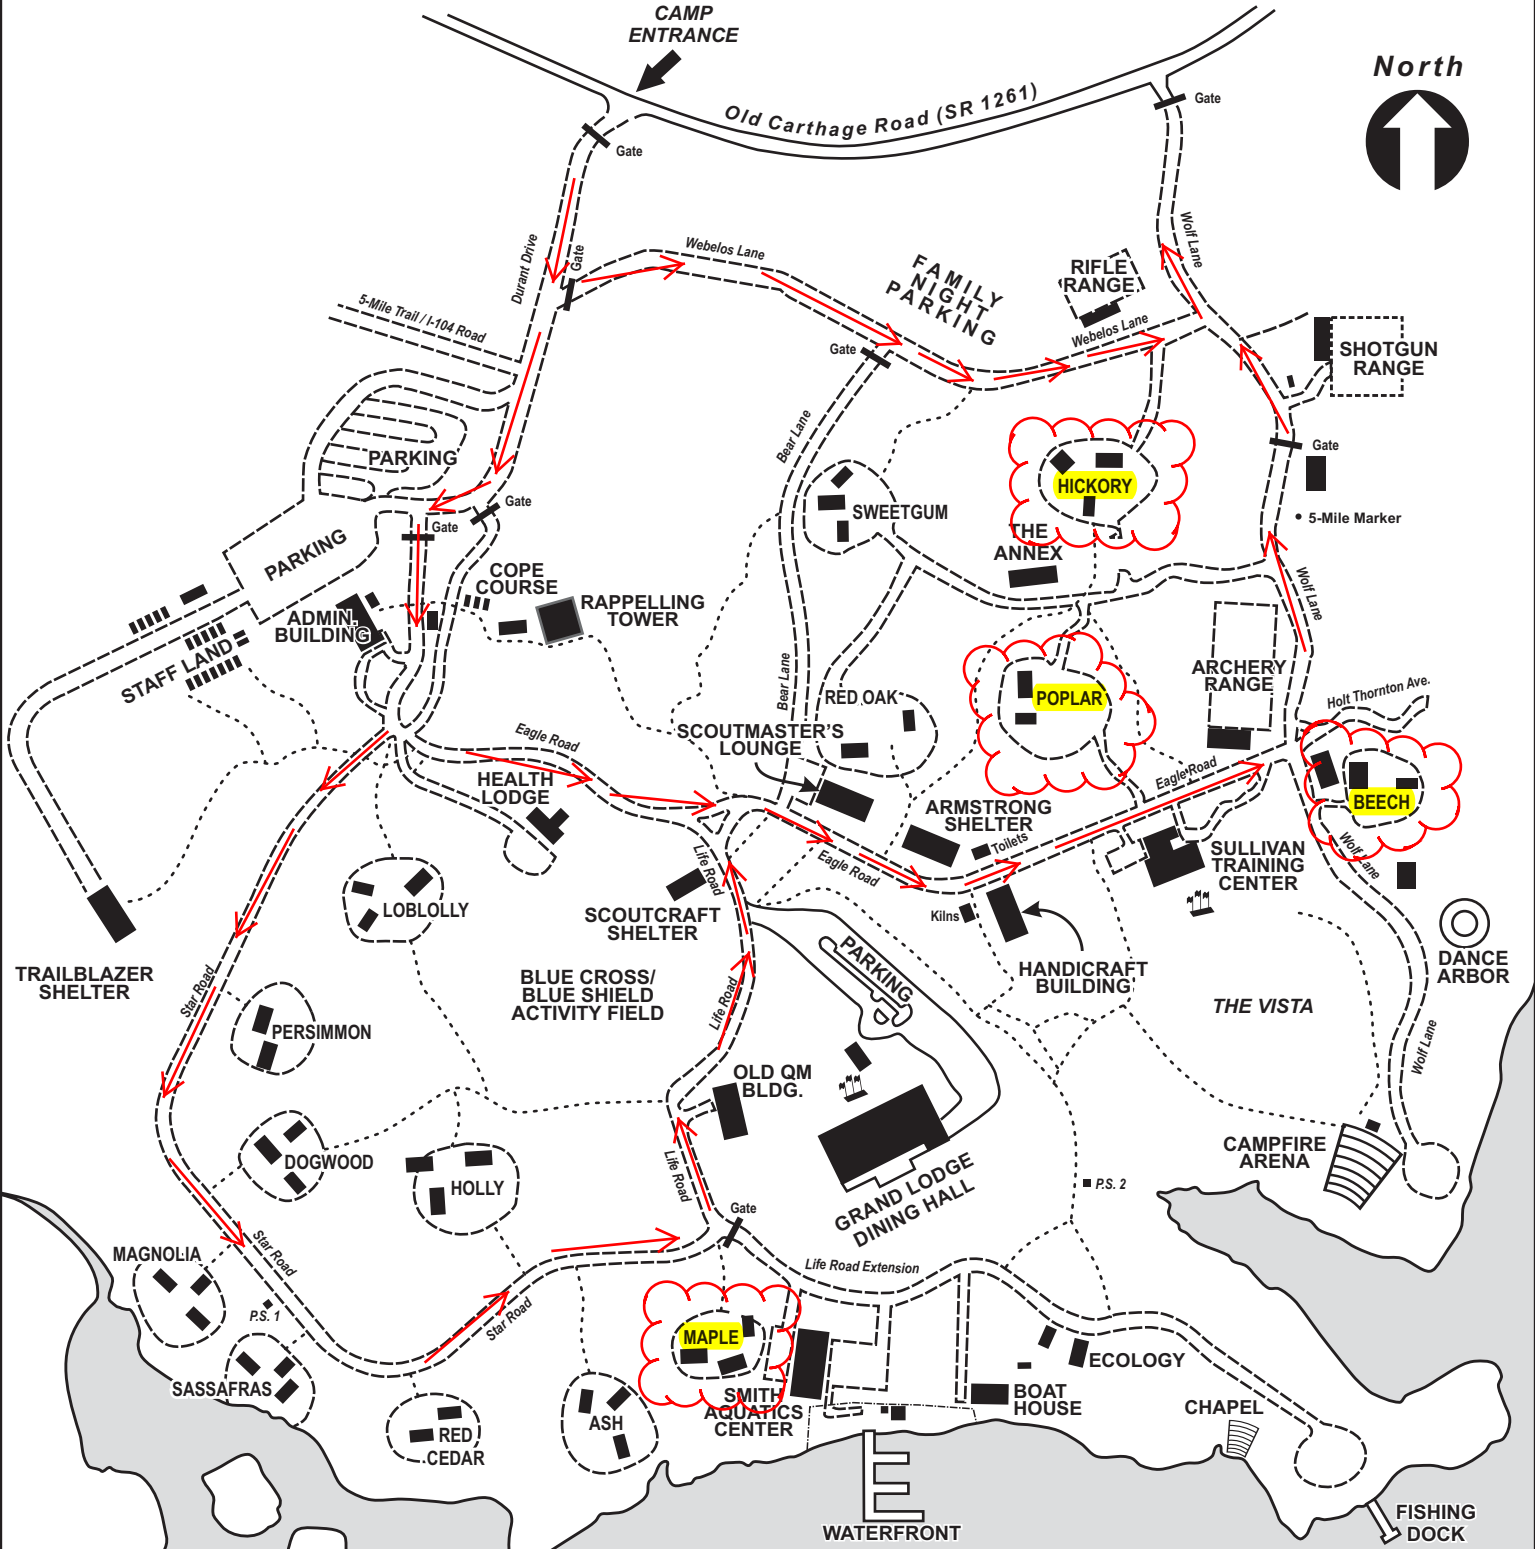 CAMP
ENTRANCE
North
Old Carthage Road (SR 1261)
Gate
Gate
Durant Drive
Gate
Webelos Lane
FAMILY
NIGHT
PARKING
RIFLE
RANGE
Wolf Lane
Webelos Lane
5-Mile Trail / I-104 Road
Gate
SHOTGUN
RANGE
Bear Lane
PARKING
Gate
Gate
Gate
HICKORY
SWEETGUM
5-Mile Marker
THE
ANNEX
PARKING
COPE
COURSE
RAPPELLING
TOWER
ADMIN.
BUILDING
STAFF LAND
Wolf Lane
ARCHERY
RANGE
Bear Lane
RED OAK
POPLAR
Holt Thornton Ave.
SCOUTMASTER'S
LOUNGE
Eagle Road
HEALTH
LODGE
Eagle Road
BEECH
ARMSTRONG
SHELTER
Toilets
Wolf Lane
SULLIVAN
TRAINING
CENTER
Life Road
Eagle Road
LOBLOLLY
SCOUTCRAFT
SHELTER
Kilns
PARKING
HANDICRAFT
BUILDING
DANCE
ARBOR
TRAILBLAZER
SHELTER
Star Road
BLUE CROSS/
BLUE SHIELD
ACTIVITY FIELD
Life Road
THE VISTA
PERSIMMON
Wolf Lane
OLD QM
BLDG.
DOGWOOD
HOLLY
Life Road
GRAND LODGE
DINING HALL
P.S. 2
CAMPFIRE
ARENA
Gate
MAGNOLIA
Star Road
Life Road Extension
P.S. 1
Star Road
MAPLE
ECOLOGY
SASSAFRAS
RED
CEDAR
ASH
SMITH
AQUATICS
CENTER
BOAT
HOUSE
CHAPEL
WATERFRONT
FISHING
DOCK